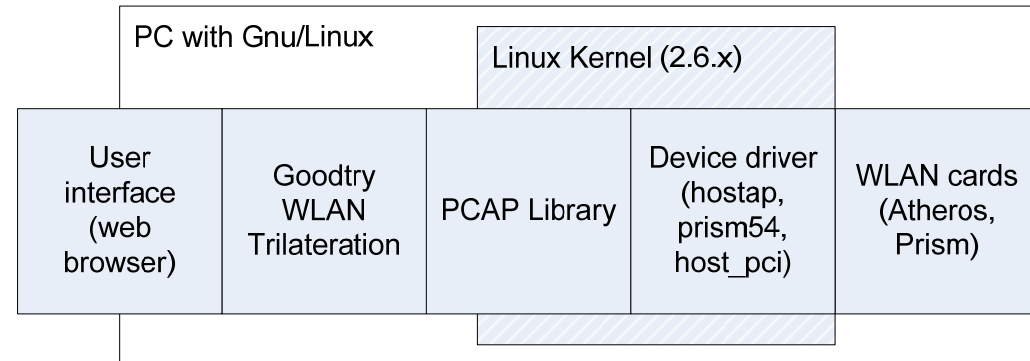 PC with Gnu/Linux
Linux Kernel (2.6.x)
User
interface
(web
browser)
Goodtry
WLAN
Trilateration
PCAP Library
Device driver
(hostap,
prism54,
host_pci)
WLAN cards
(Atheros,
Prism)